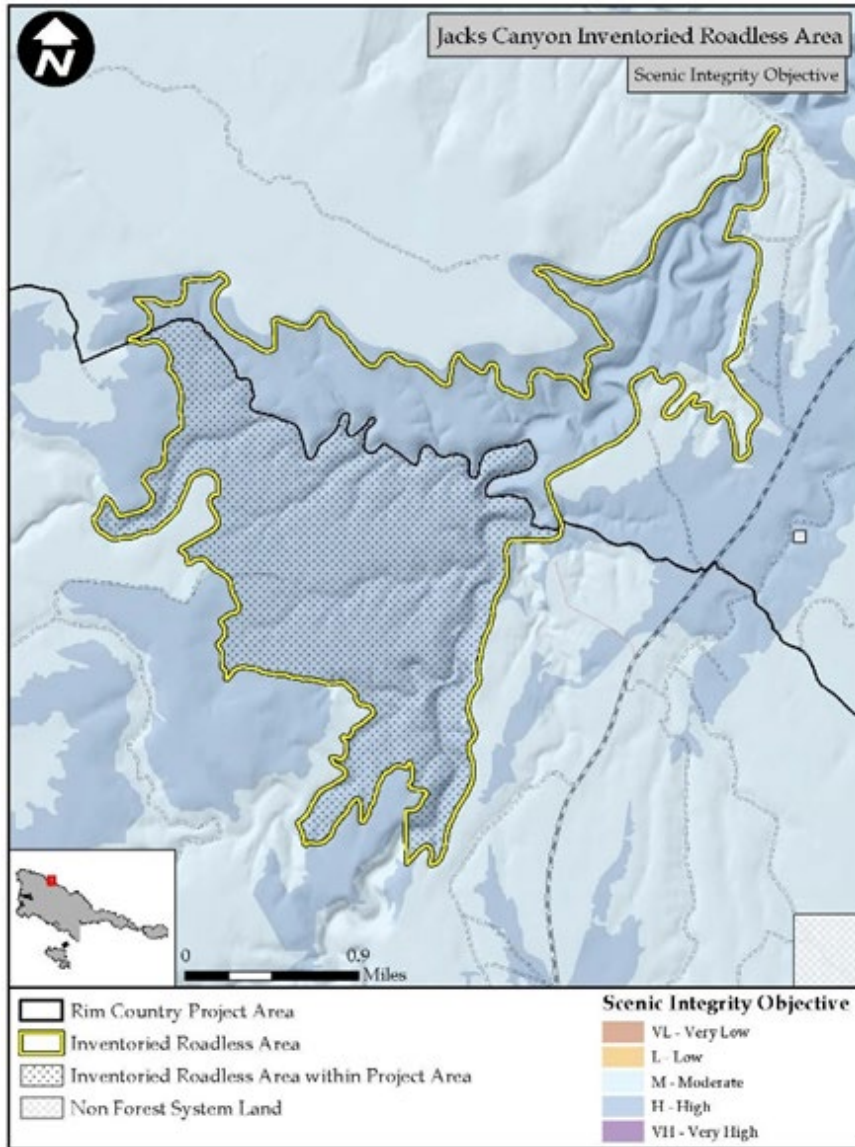 N
Jacks Canyon Inventoried Roadless Area
Scenic Integrity Objective
0 0.9
Miles
Rim Country Project Area
Inventoried Roadless Area
Inventoried Roadless Area within Project Area
Non Forest System Land
Scenic Integrity Objective
VL - Very Low
L - Low
M - Moderate
H - High
VH - Very High